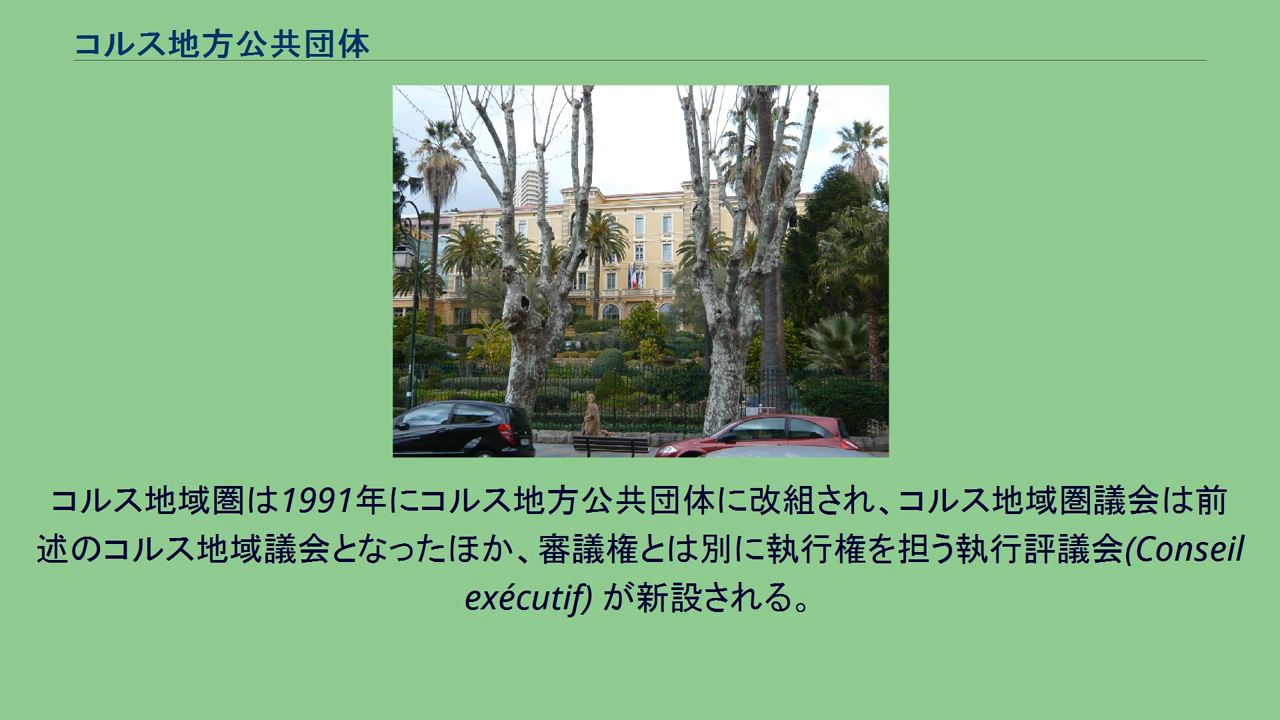 コルス地方公共団体
コルス地域圏は1991年にコルス地方公共団体に改組され、コルス地域圏議会は前
述のコルス地域議会となったほか、審議権とは別に執行権を担う執行評議会(Conseil
exécutif) が新設される。